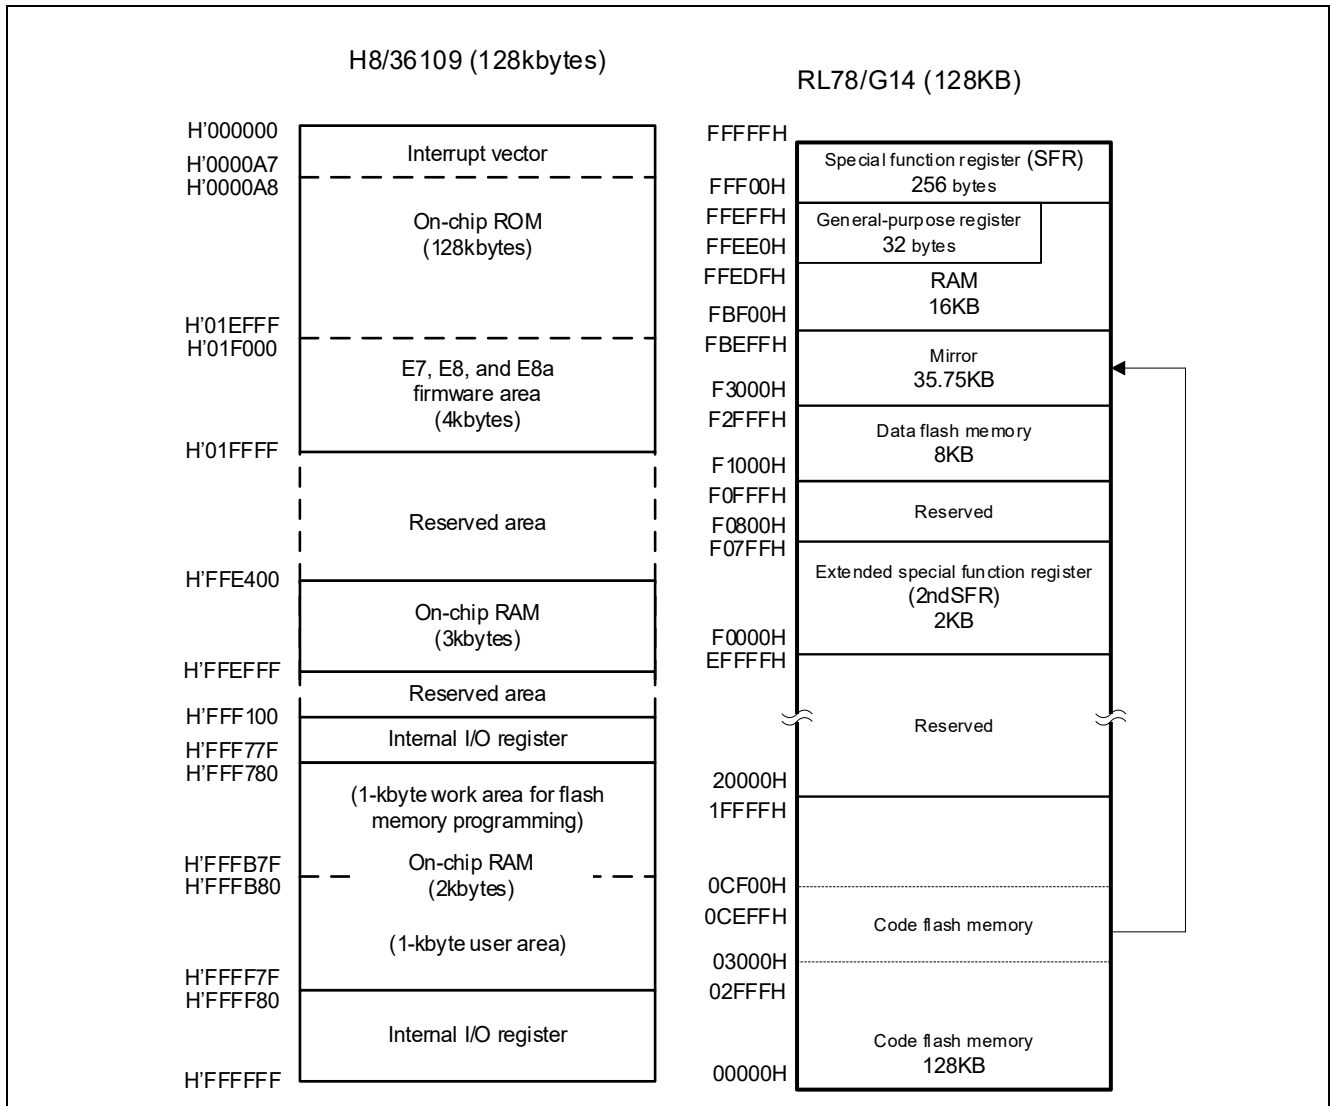 H8/36109 (128kbytes)
H'000000
H'0000A7
H'0000A8
H'01EFFF
H'01F000
H'01FFFF
H'FFE400
H'FFEFFF
H'FFF100
H'FFF77F
H'FFF780
H'FFFB7F
H'FFFB80
H'FFFF7F
H'FFFF80
H'FFFFFF
Interrupt vector
On-chip ROM
(128kbytes)
E7, E8, and E8a
firmware area
(4kbytes)
Reserved area
On-chip RAM
(3kbytes)
Reserved area
Internal I/O register
(1-kbyte work area for flash
memory programming)
On-chip RAM
(2kbytes)
(1-kbyte user area)
Internal I/O register
RL78/G14 (128KB)
FFFFFH
FFF00H
FFEFFH
FFEE0H
FFEDFH
FBF00H
FBEFFH
F3000H
F2FFFH
F1000H
F0FFFH
F0800H
F07FFH
F0000H
EFFFFH
20000H
1FFFFH
0CF00H
0CEFFH
03000H
02FFFH
00000H
Special function register (SFR)
256 bytes
General-purpose register
32 bytes
RAM
16KB
Mirror
35.75KB
Data flash memory
8KB
Reserved
Extended special function register
(2ndSFR)
2KB
Reserved
Code flash memory
Code flash memory
128KB